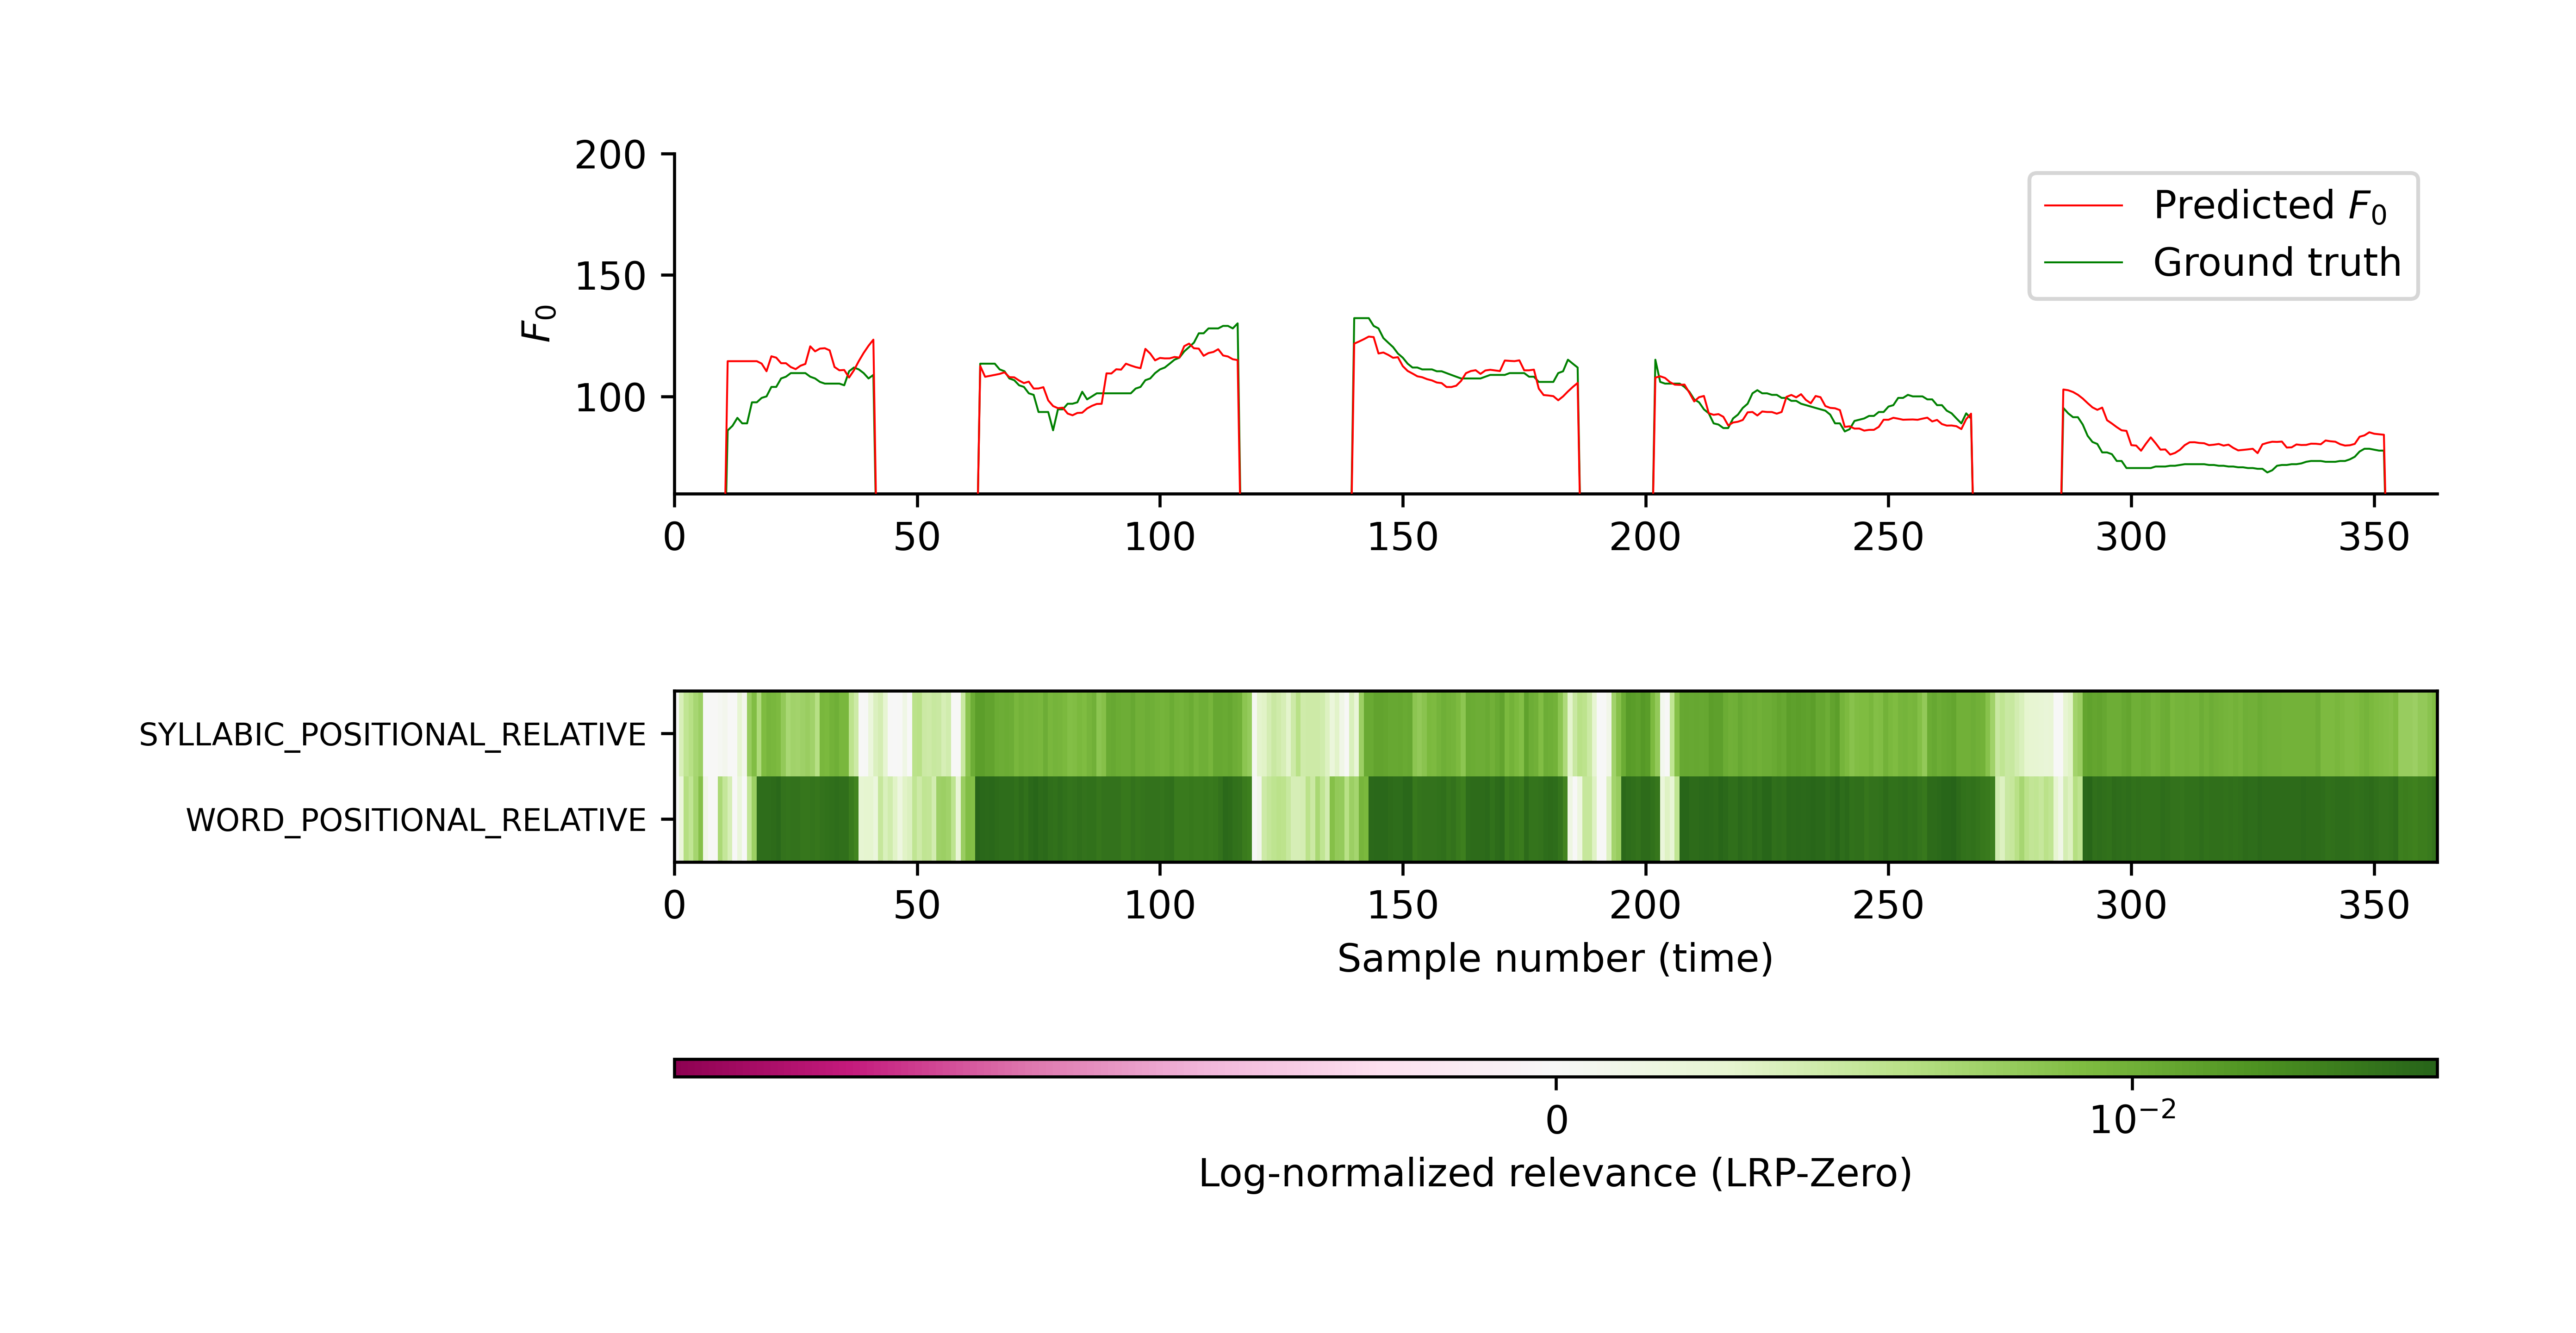 200
150
100
F₀
Predicted F₀
Ground truth
0 50 100 150 200 250 300 350
SYLLABIC_POSITIONAL_RELATIVE
WORD_POSITIONAL_RELATIVE
0 50 100 150 200 250 300 350
Sample number (time)
0 10⁻²
Log-normalized relevance (LRP-Zero)